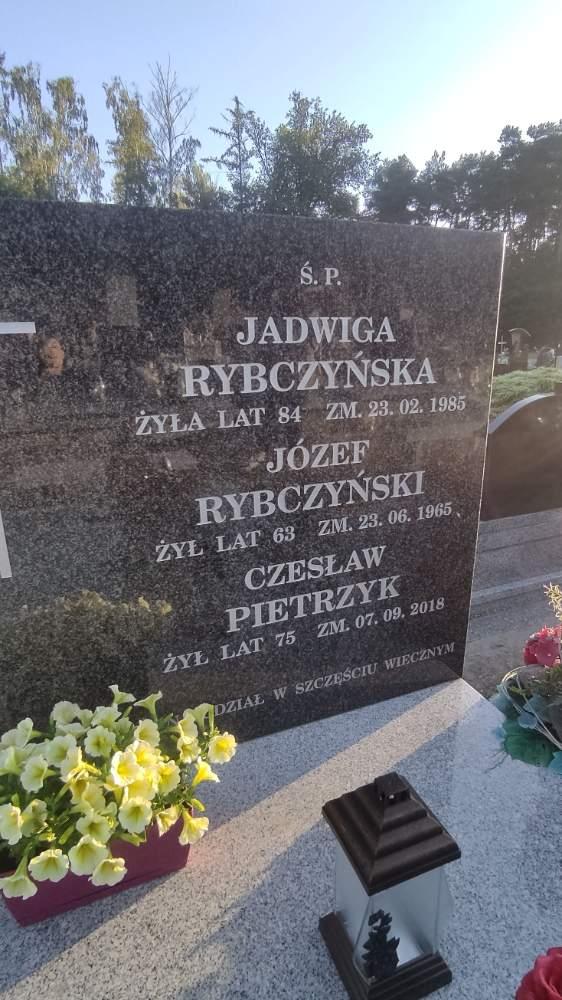 Ś. P.
JADWIGA
RYBCZYŃSKA
ŻYŁA LAT 84 ZM. 23. 02. 1985
JÓZEF
RYBCZYŃSKI
ŻYŁ LAT 63 ZM. 23. 06. 1965
CZESŁAW
PIETRZYK
ŻYŁ LAT 75 ZM. 07. 09. 2018
DZIAŁ W SZCZĘŚCIU WIECZNYM